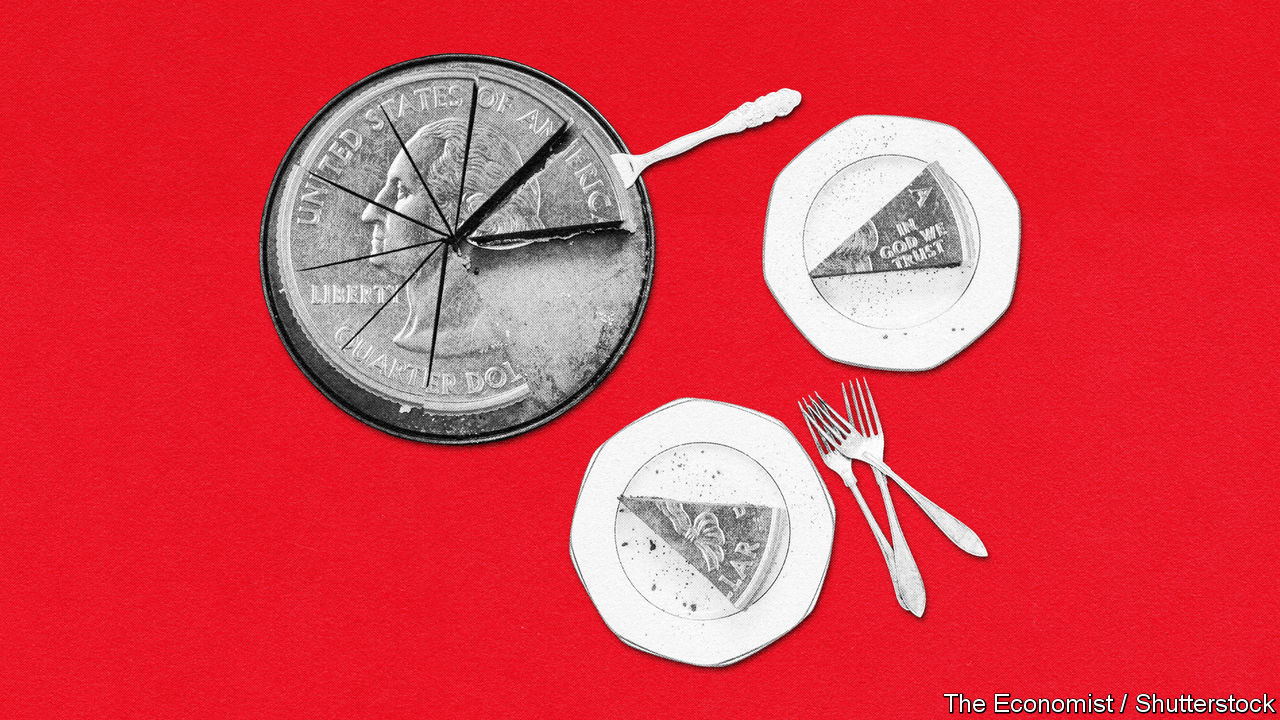 UNITED STATES OF AMERICA
LIBERTY
QUARTER DOL
A
IN
GOD WE
TRUST
LAR
The Economist / Shutterstock